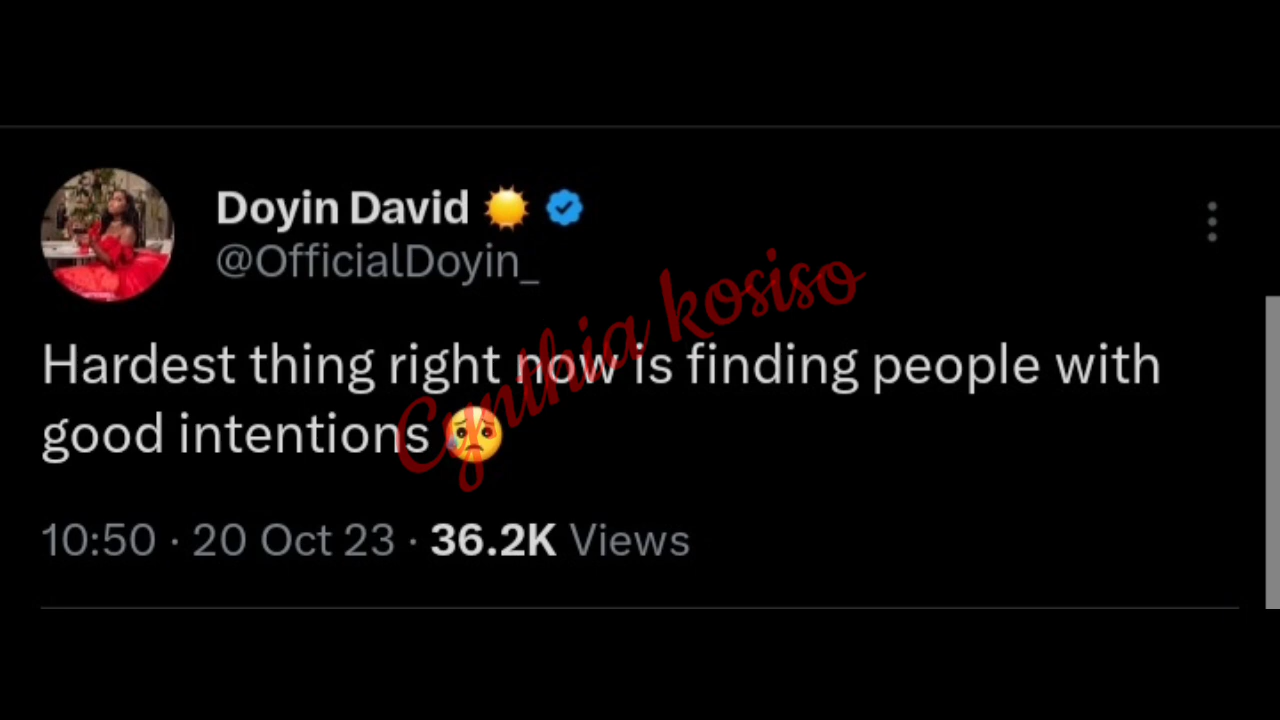 Doyin David ☀️
@OfficialDoyin_
Cynthia kosiso
Hardest thing right now is finding people with
good intentions 😥
10:50 · 20 Oct 23 · 36.2K Views